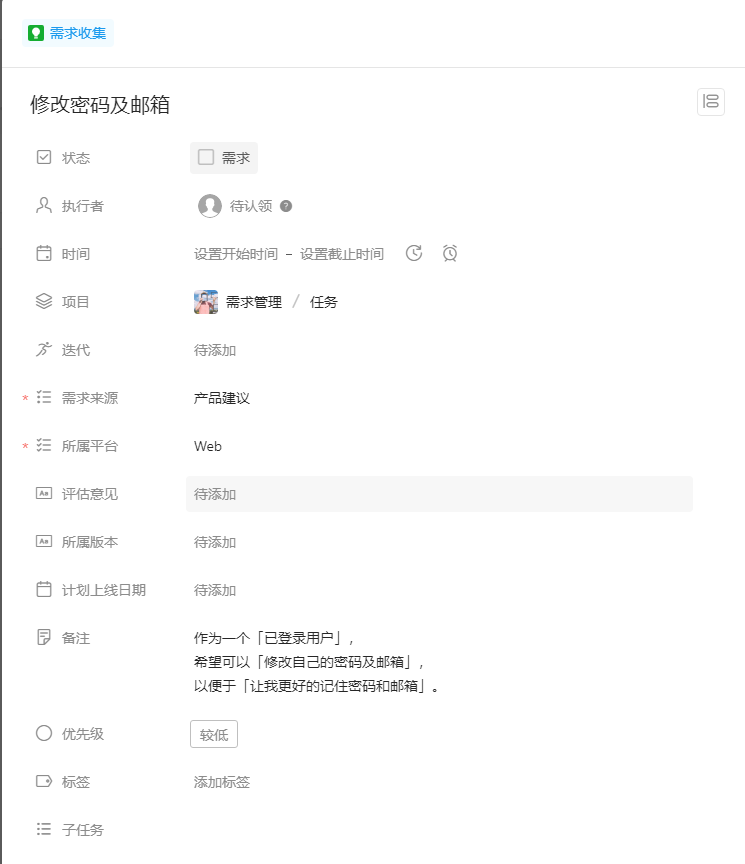 需求收集
修改密码及邮箱
状态 需求
执行者 待认领 ?
时间 设置开始时间 – 设置截止时间
项目 需求管理 / 任务
迭代 待添加
* 需求来源 产品建议
* 所属平台 Web
Aa 评估意见 待添加
Aa 所属版本 待添加
计划上线日期 待添加
备注 作为一个「已登录用户」,
希望可以「修改自己的密码及邮箱」,
以便于「让我更好的记住密码和邮箱」。
优先级 较低
标签 添加标签
子任务